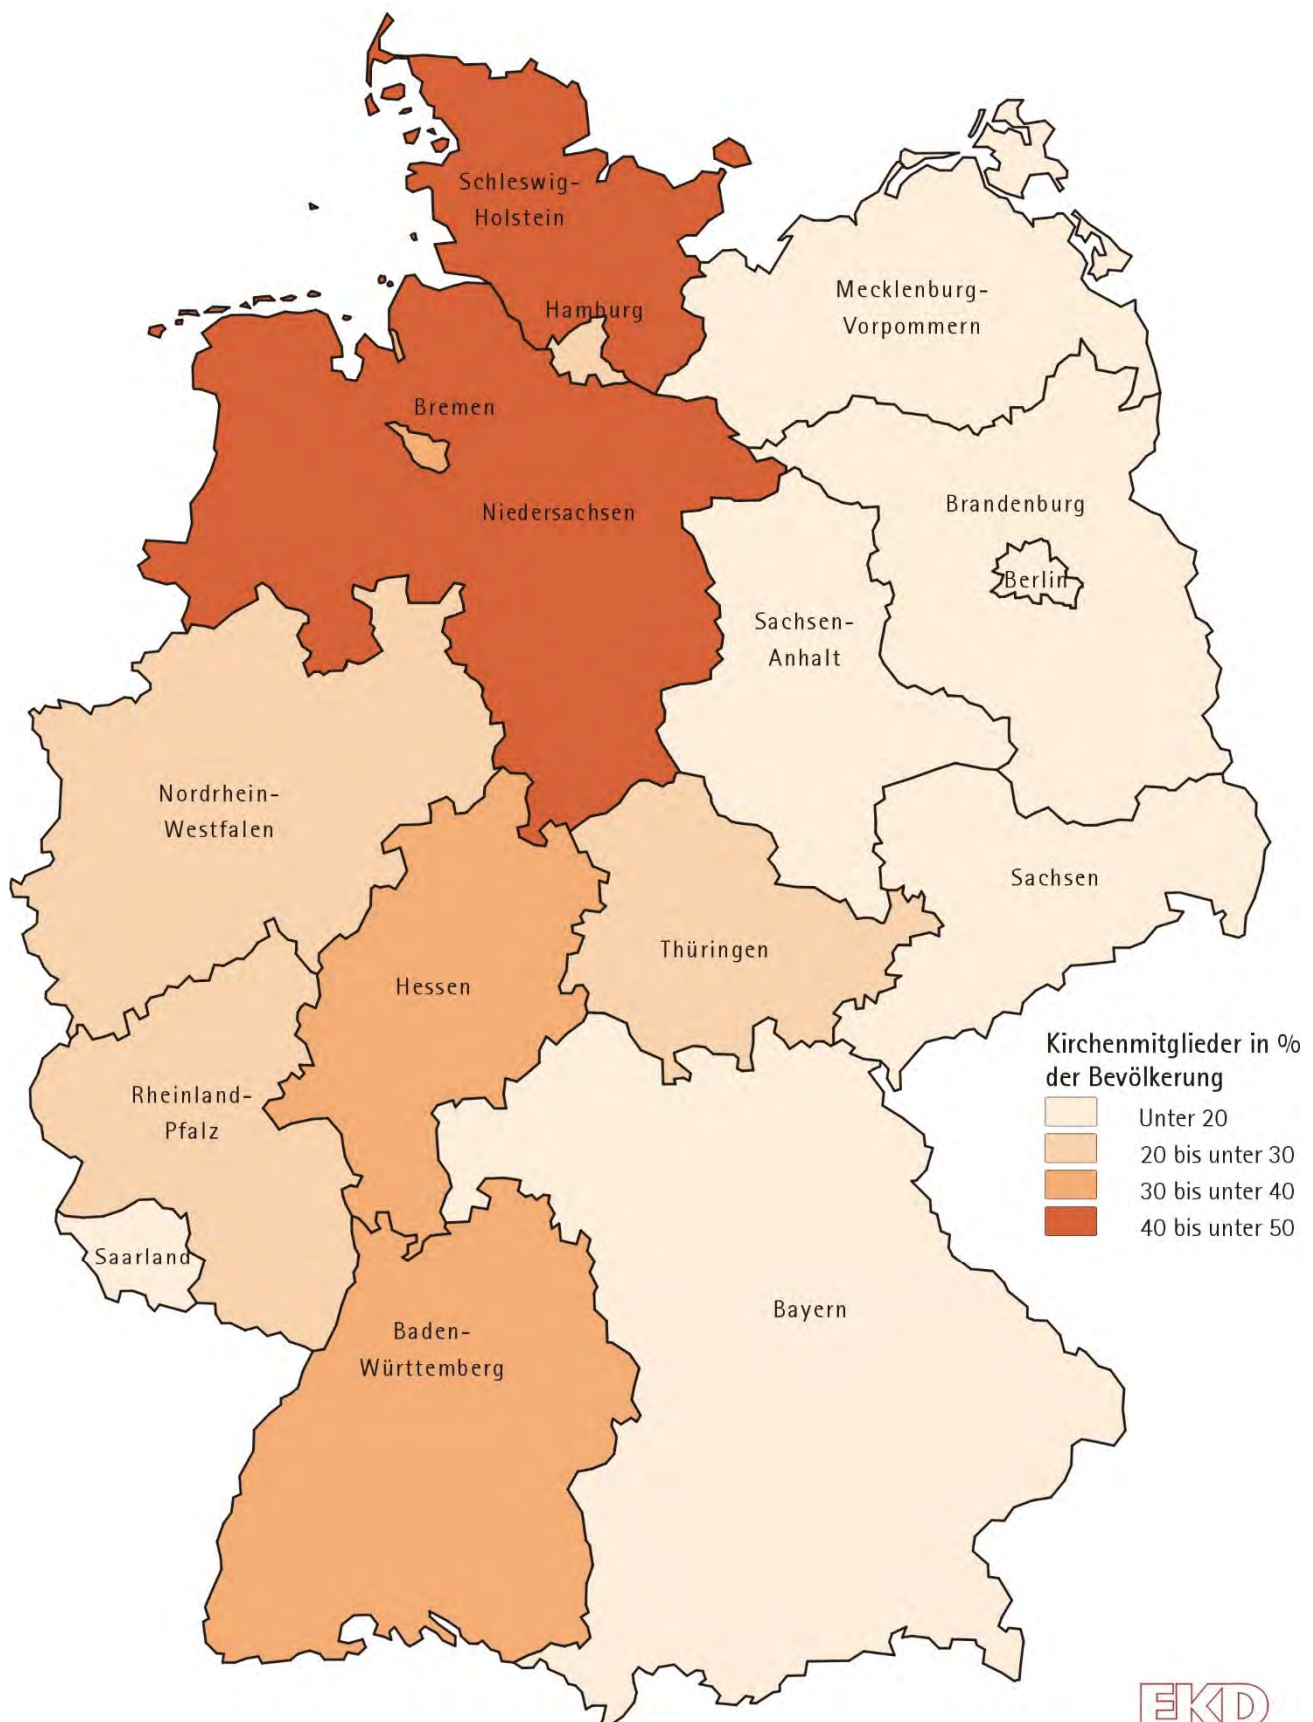 Schleswig-
Holstein
Mecklenburg-
Vorpommern
Hamburg
Bremen
Niedersachsen
Brandenburg
Berlin
Sachsen-
Anhalt
Nordrhein-
Westfalen
Sachsen
Thüringen
Hessen
Rheinland-
Pfalz
Saarland
Baden-
Württemberg
Bayern
Kirchenmitglieder in %
der Bevölkerung
Unter 20
20 bis unter 30
30 bis unter 40
40 bis unter 50
EKD